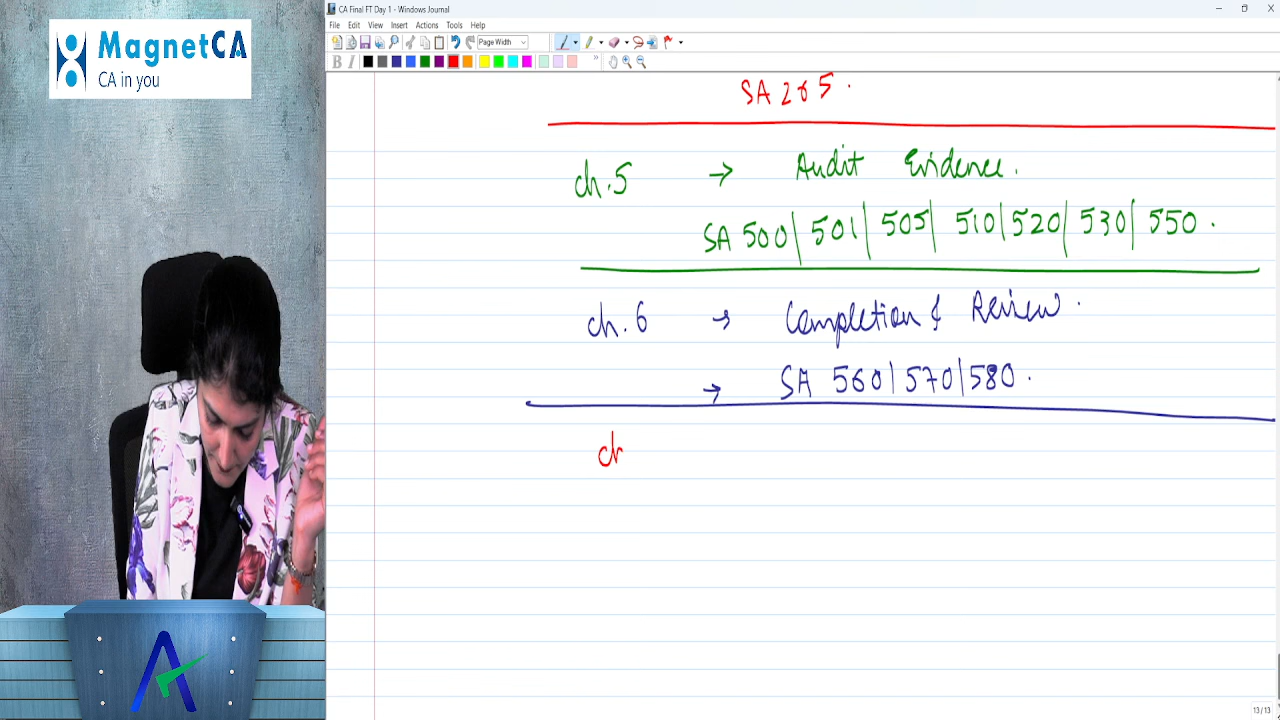 MagnetCA
CA in you
CA Final FT Day 1 - Windows Journal
File Edit View Insert Actions Tools Help
Page Width
B I
SA 265.
ch.5 → Audit Evidence.
SA 500| 501| 505| 510|520|530|550.
ch.6 → Completion & Review.
→ SA 560|570|580.
ch
13/13